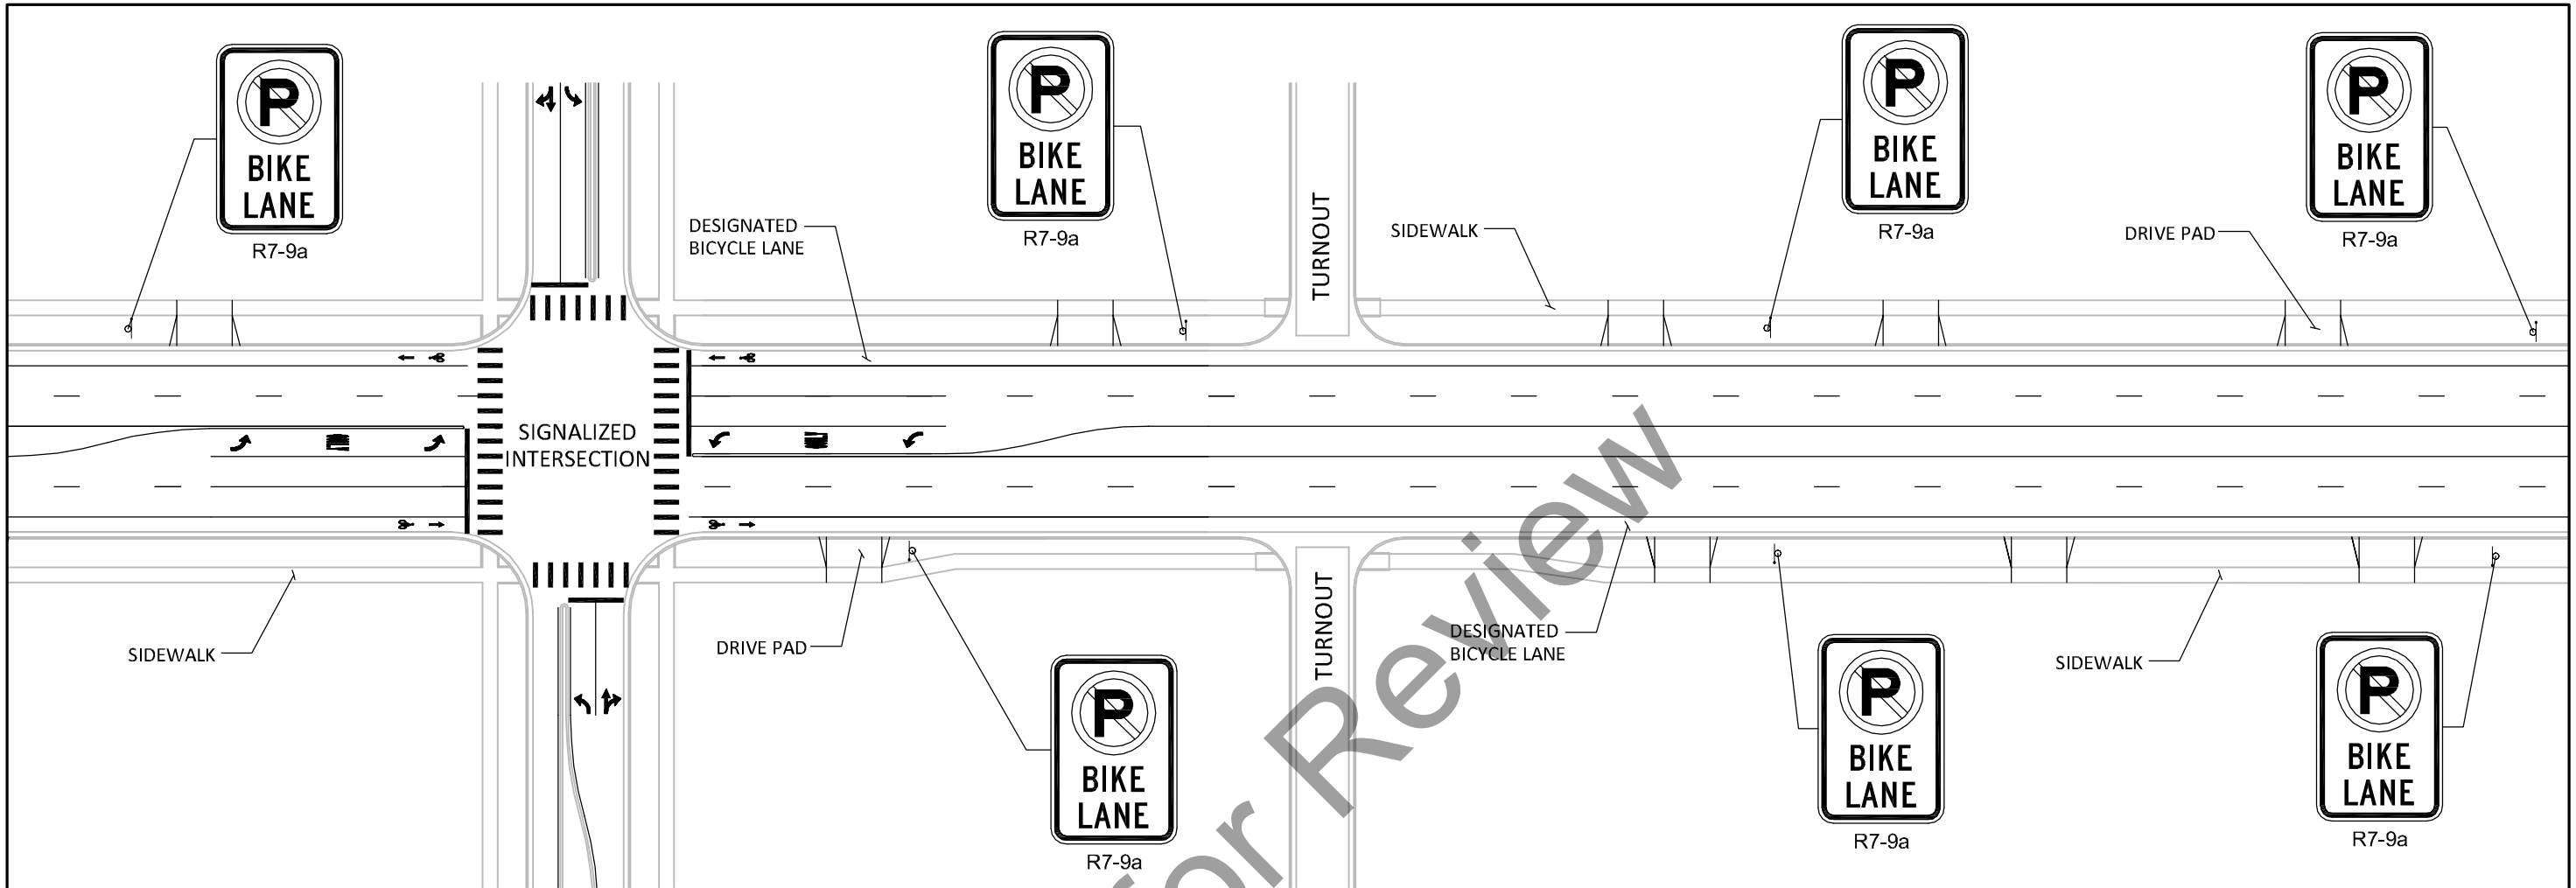 P
BIKE
LANE
R7-9a
P
BIKE
LANE
R7-9a
P
BIKE
LANE
R7-9a
P
BIKE
LANE
R7-9a
DESIGNATED
BICYCLE LANE
TURNOUT
SIDEWALK
DRIVE PAD
SIGNALIZED
INTERSECTION
SIDEWALK
DRIVE PAD
TURNOUT
DESIGNATED
BICYCLE LANE
SIDEWALK
P
BIKE
LANE
R7-9a
P
BIKE
LANE
R7-9a
P
BIKE
LANE
R7-9a
for Review